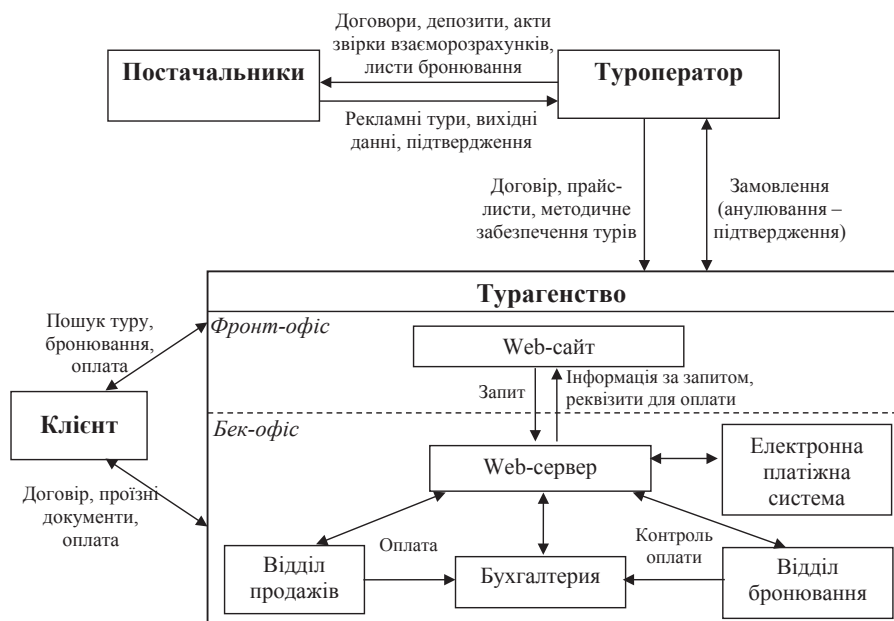 Договори, депозити, акти
звірки взаєморозрахунків,
листи бронювання
Постачальники
Туроператор
Рекламні тури, вихідні
данні, підтвердження
Договір, прайс-
листи, методичне
забезпечення турів
Замовлення
(анулювання –
підтвердження)
Турагенство
Пошук туру,
бронювання,
оплата
Фронт-офіс
Web-сайт
Запит
Інформація за запитом,
реквізити для оплати
Клієнт
Бек-офіс
Web-сервер
Електронна
платіжна
система
Договір, проїзні
документи,
оплата
Оплата
Контроль
оплати
Відділ
продажів
Бухгалтерия
Відділ
бронювання